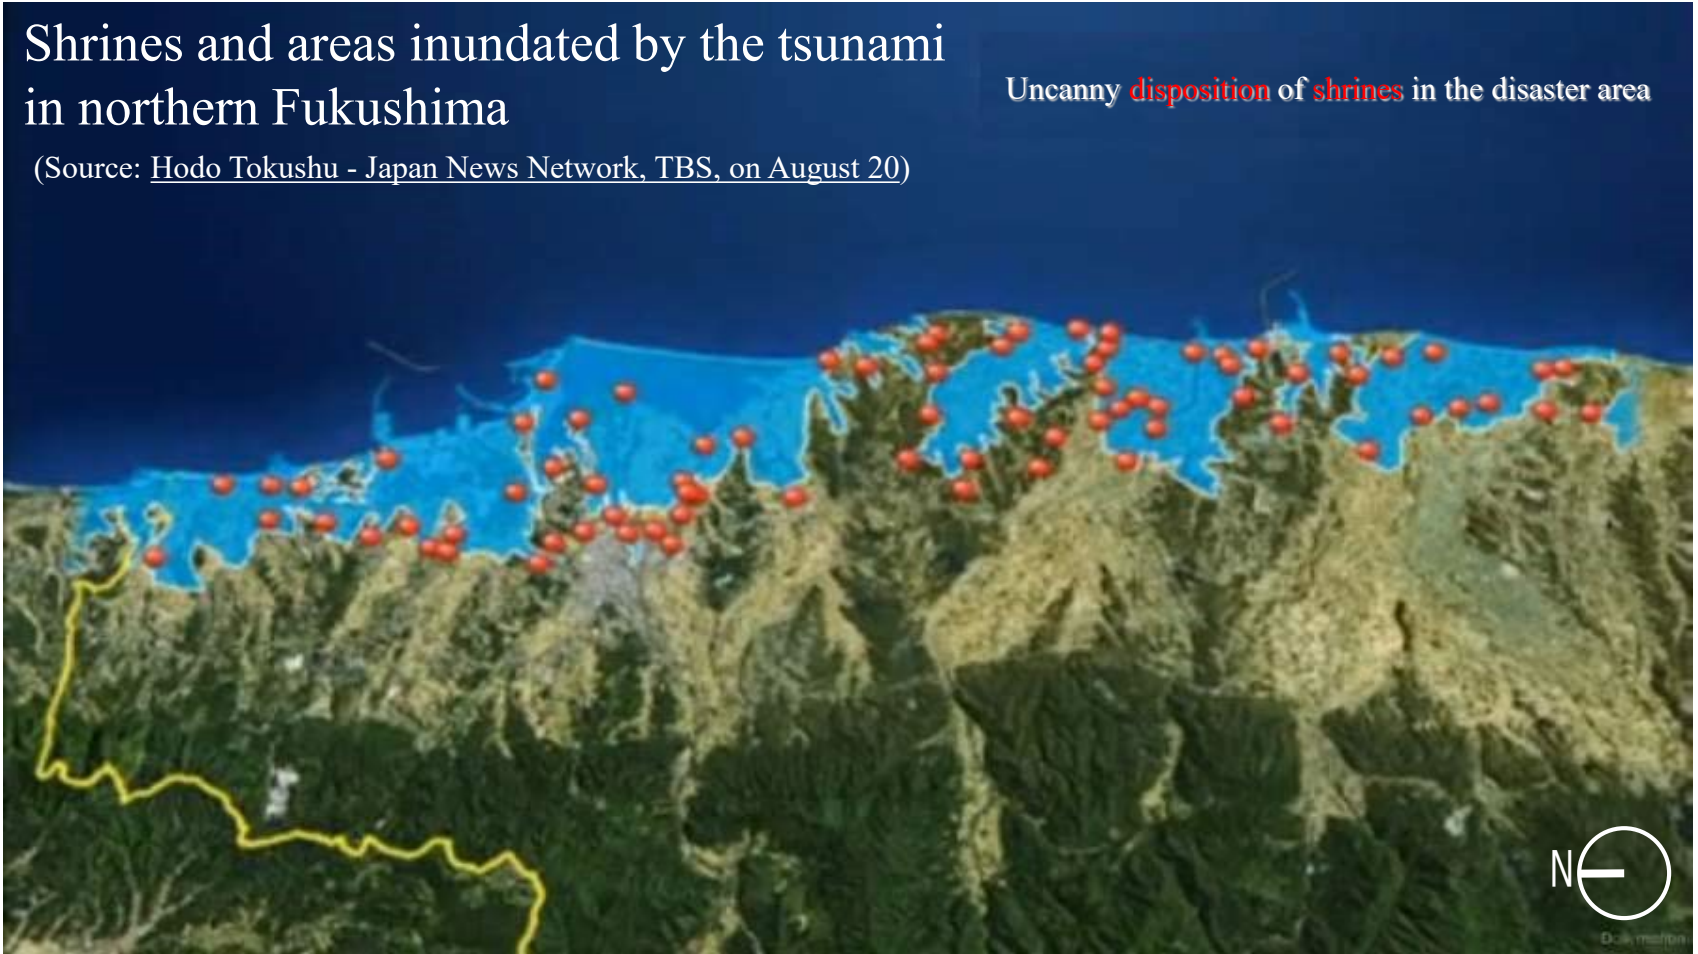 Shrines and areas inundated by the tsunami
in northern Fukushima
(Source: Hodo Tokushu - Japan News Network, TBS, on August 20)
Uncanny disposition of shrines in the disaster area
N